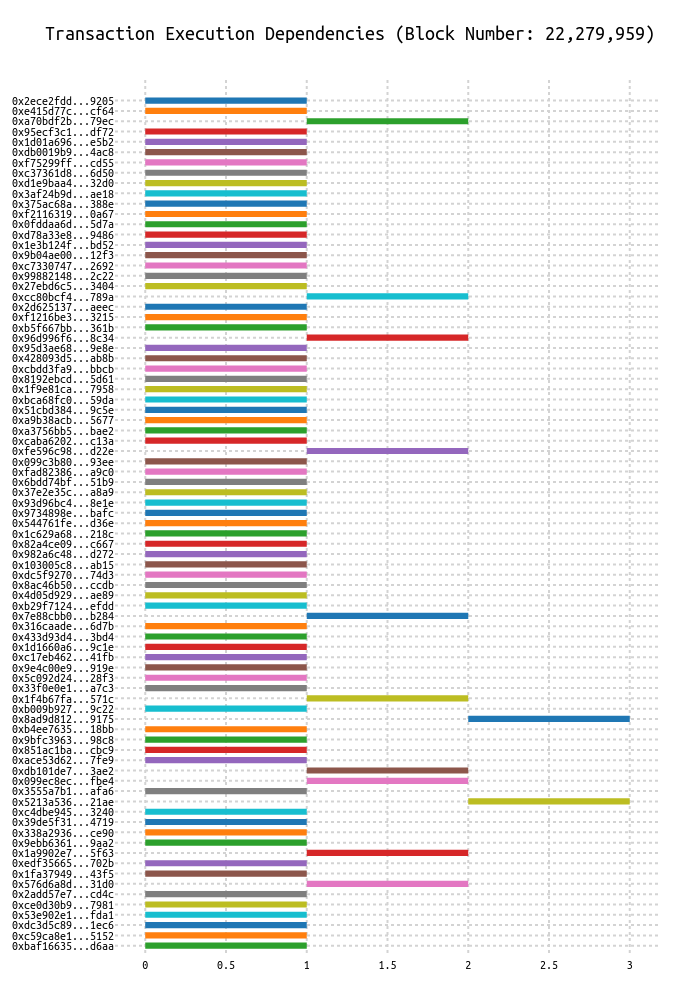 Transaction Execution Dependencies (Block Number: 22,279,959)
0x2ece2fdd...9205
0xe415d77c...cf64
0xa70bdf2b...79ec
0x95ecf3c1...df72
0x1d01a696...e5b2
0xdb0019b9...4ac8
0xf75299ff...cd55
0xc37361d8...6d50
0xd1e9baa4...32d0
0x3af24b9d...ae18
0x375ac68a...388e
0xf2116319...0a67
0x0fddaa6d...5d7a
0xd78a33e8...9486
0x1e3b124f...bd52
0x9b04ae00...12f3
0xc7330747...2692
0x99882148...2c22
0x27ebd6c5...3404
0xcc80bcf4...789a
0x2d625137...aeec
0xf1216be3...3215
0xb5f667bb...361b
0x96d996f6...8c34
0x95d3ae68...9e8e
0x428093d5...ab8b
0xcbdd3fa9...bbcb
0x8192ebcd...5d61
0x1f9e81ca...7958
0xbca68fc0...59da
0x51cbd384...9c5e
0xa9b38acb...5677
0xa3756bb5...bae2
0xcaba6202...c13a
0xfe596c98...d22e
0x099c3b80...93ee
0xfad82386...a9c0
0x6bdd74bf...51b9
0x37e2e35c...a8a9
0x93d96bc4...8e1e
0x9734898e...bafc
0x544761fe...d36e
0x1c629a68...218c
0x82a4ce09...c667
0x982a6c48...d272
0x103005c8...ab15
0xdc5f9270...74d3
0x8ac46b50...ccdb
0x4d05d929...ae89
0xb29f7124...efdd
0x7e88cbb0...b284
0x316caade...6d7b
0x433d93d4...3bd4
0x1d1660a6...9c1e
0xc17eb462...41fb
0x9e4c00e9...919e
0x5c092d24...28f3
0x33f0e0e1...a7c3
0x1f4b67fa...571c
0xb009b927...9c22
0x8ad9d812...9175
0xb4ee7635...18bb
0x9bfc3963...98c8
0x851ac1ba...cbc9
0xace53d62...7fe9
0xdb101de7...3ae2
0x099ec8ec...fbe4
0x3555a7b1...afa6
0x5213a536...21ae
0xc4dbe945...3240
0x39de5f31...4719
0x338a2936...ce90
0x9ebb6361...9aa2
0x1a9902e7...5f63
0xedf35665...702b
0x1fa37949...43f5
0x576d6a8d...31d0
0x2add57e7...cd4c
0xce0d30b9...7981
0x53e902e1...fda1
0xdc3d5c89...1ec6
0xc59ca8e1...5152
0xbaf16635...d6aa
0 0.5 1 1.5 2 2.5 3